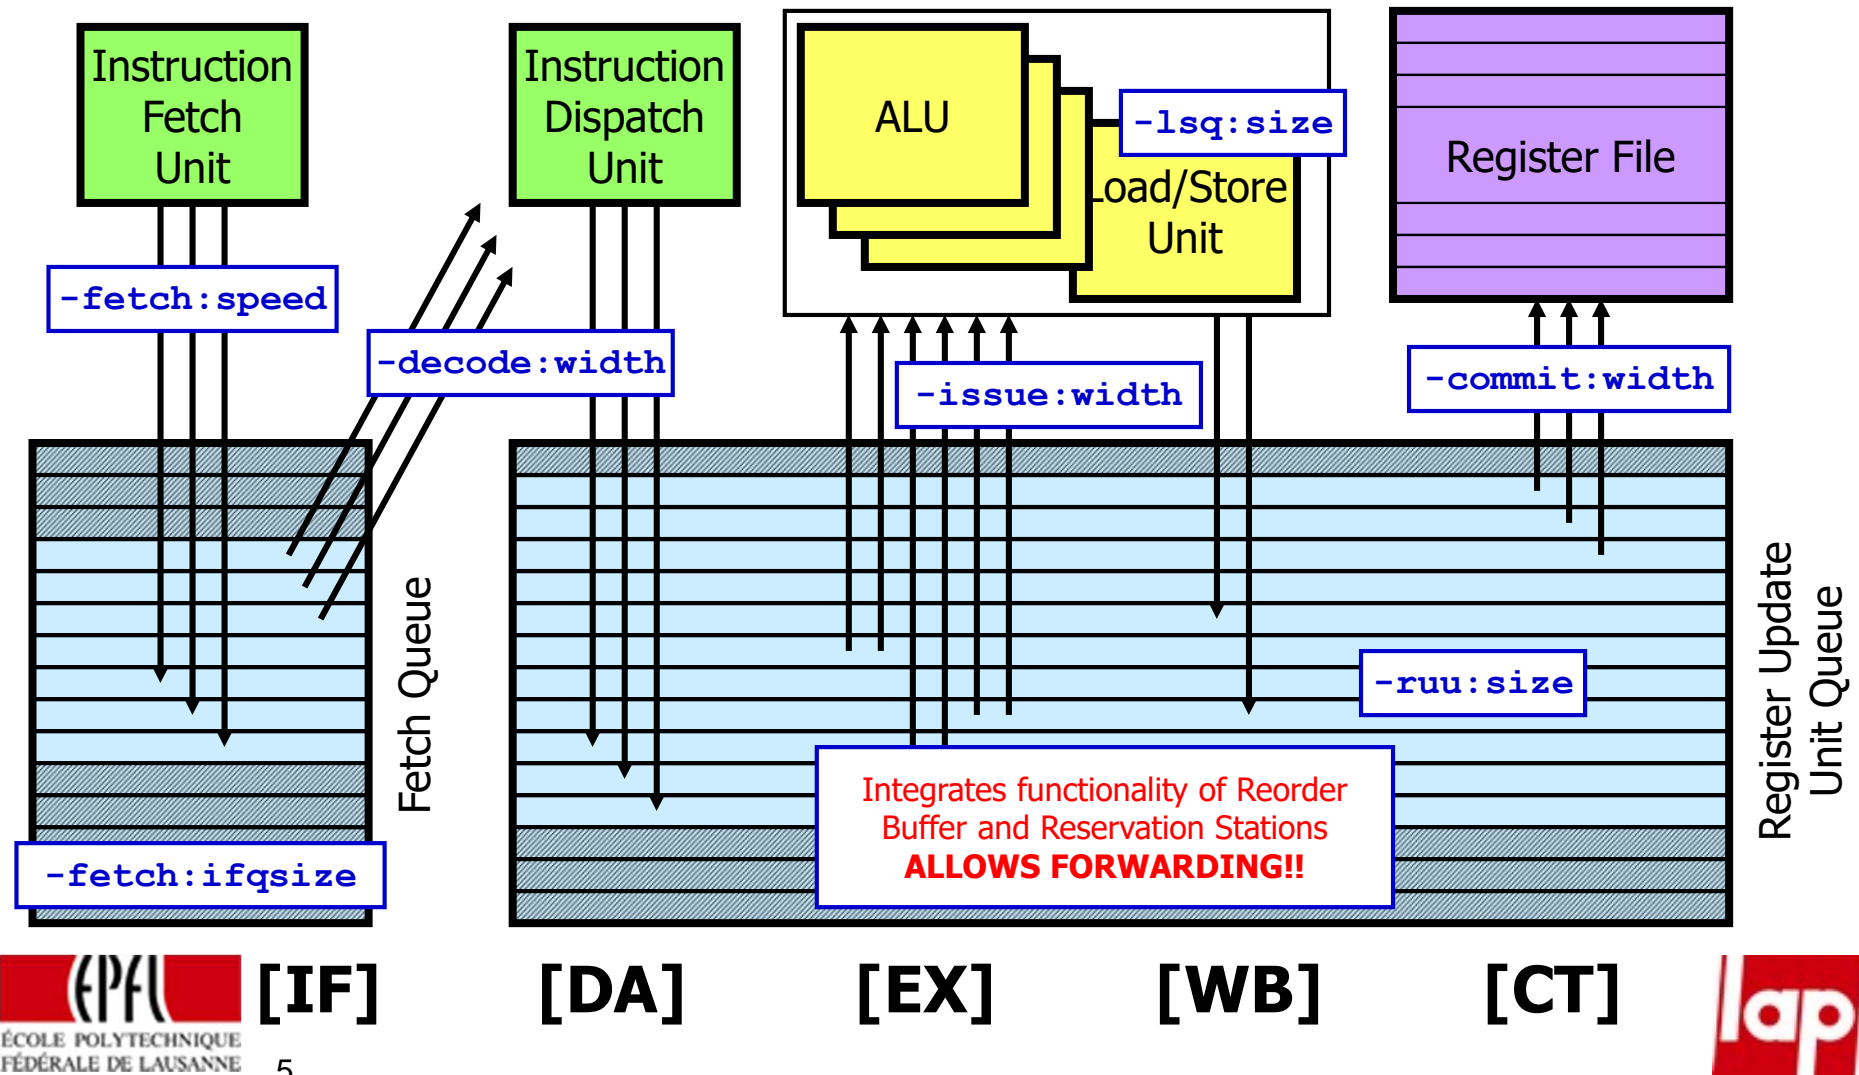 Instruction
Fetch
Unit
Instruction
Dispatch
Unit
ALU
-lsq:size
Load/Store
Unit
Register File
-fetch:speed
-decode:width
-issue:width
-commit:width
Fetch Queue
-ruu:size
Register Update
Unit Queue
Integrates functionality of Reorder
Buffer and Reservation Stations
ALLOWS FORWARDING!!
-fetch:ifqsize
[IF]
[DA]
[EX]
[WB]
[CT]
EPFL
ÉCOLE POLYTECHNIQUE
FÉDÉRALE DE LAUSANNE
5
lap